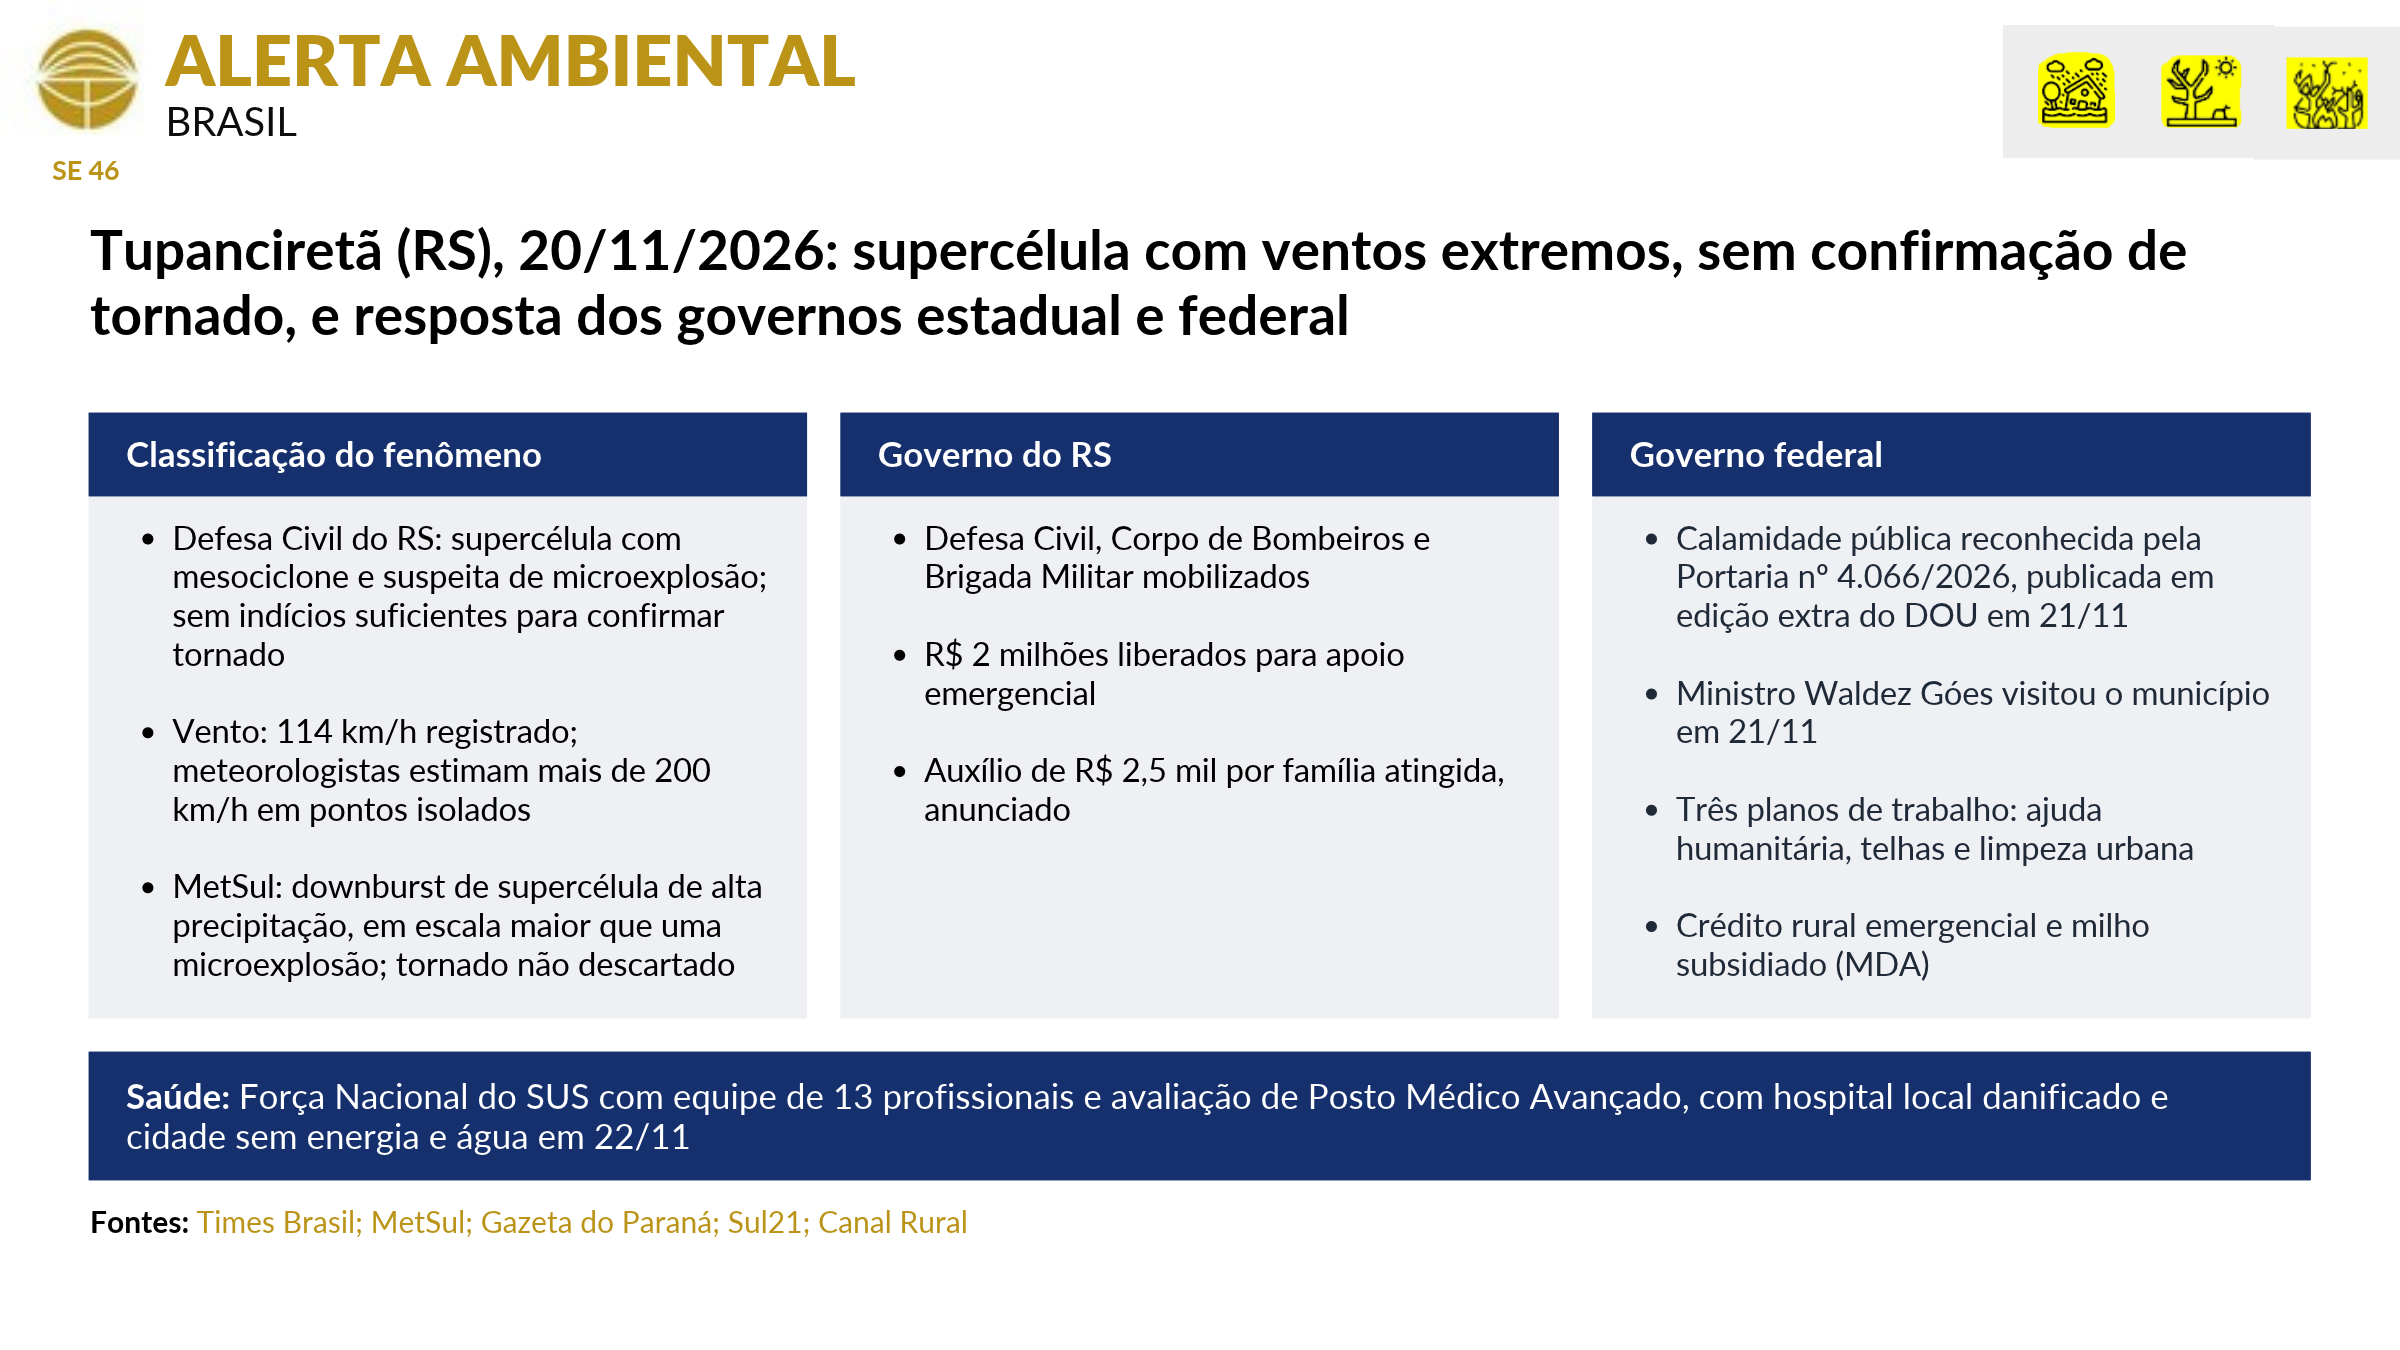 ALERTA AMBIENTAL
BRASIL
SE 46
Tupanciretã (RS), 20/11/2026: supercélula com ventos extremos, sem confirmação de
tornado, e resposta dos governos estadual e federal
Classificação do fenômeno
• Defesa Civil do RS: supercélula com
mesociclone e suspeita de microexplosão;
sem indícios suficientes para confirmar
tornado
• Vento: 114 km/h registrado;
meteorologistas estimam mais de 200
km/h em pontos isolados
• MetSul: downburst de supercélula de alta
precipitação, em escala maior que uma
microexplosão; tornado não descartado
Governo do RS
• Defesa Civil, Corpo de Bombeiros e
Brigada Militar mobilizados
• R$ 2 milhões liberados para apoio
emergencial
• Auxílio de R$ 2,5 mil por família atingida,
anunciado
Governo federal
• Calamidade pública reconhecida pela
Portaria nº 4.066/2026, publicada em
edição extra do DOU em 21/11
• Ministro Waldez Góes visitou o município
em 21/11
• Três planos de trabalho: ajuda
humanitária, telhas e limpeza urbana
• Crédito rural emergencial e milho
subsidiado (MDA)
Saúde: Força Nacional do SUS com equipe de 13 profissionais e avaliação de Posto Médico Avançado, com hospital local danificado e
cidade sem energia e água em 22/11
Fontes: Times Brasil; MetSul; Gazeta do Paraná; Sul21; Canal Rural